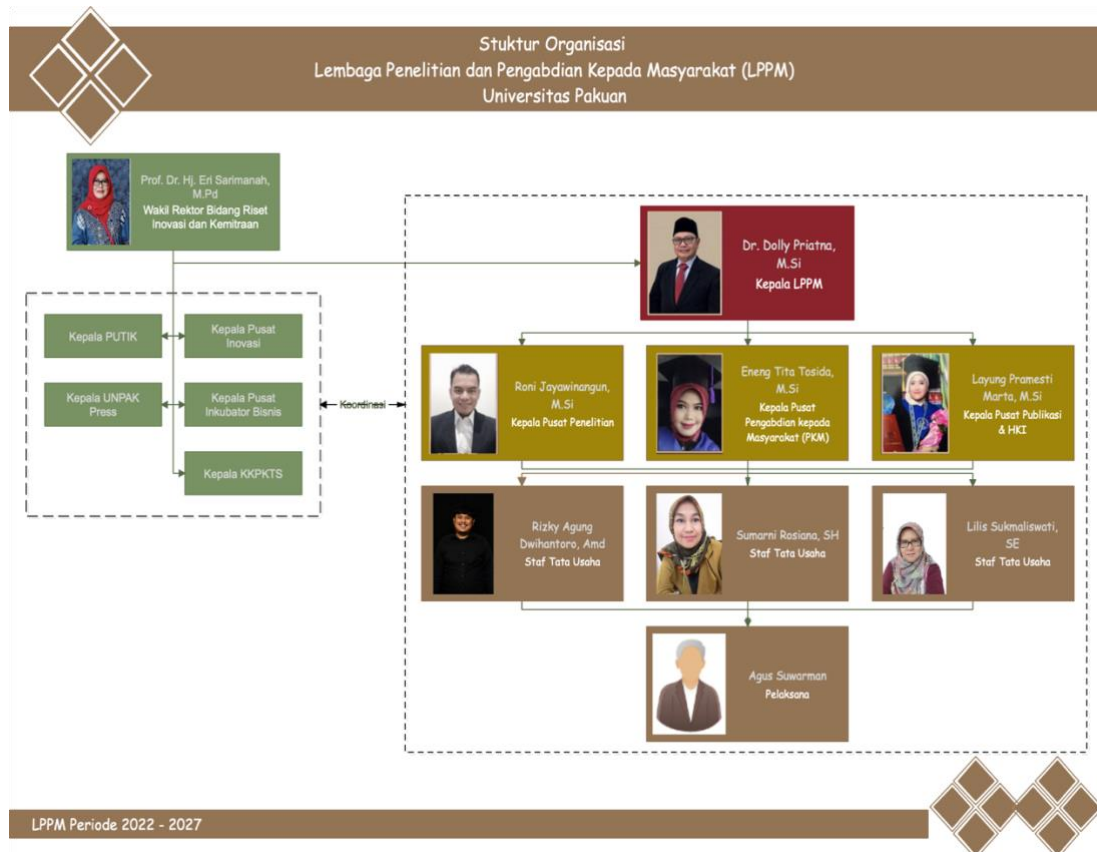 Stuktur Organisasi
Lembaga Penelitian dan Pengabdian Kepada Masyarakat (LPPM)
Universitas Pakuan
Prof. Dr. Hj. Eri Sarimanah,
M.Pd
Wakil Rektor Bidang Riset
Inovasi dan Kemitraan
Dr. Dolly Priatna,
M.Si
Kepala LPPM
Kepala PUTIK
Kepala Pusat
Inovasi
Kepala UNPAK
Press
Kepala Pusat
Inkubator Bisnis
Kepala KKPKTS
Koordinasi
Roni Jayawinangun,
M.Si
Kepala Pusat Penelitian
Eneng Tita Tosida,
M.Si
Kepala Pusat
Pengabdian kepada
Masyarakat (PKM)
Layung Pramesti
Marta, M.Si
Kepala Pusat Publikasi
& HKI
Rizky Agung
Dwihantoro, Amd
Staf Tata Usaha
Sumarni Rosiana, SH
Staf Tata Usaha
Lilis Sukmaliswati,
SE
Staf Tata Usaha
Agus Suwarman
Pelaksana
LPPM Periode 2022 - 2027